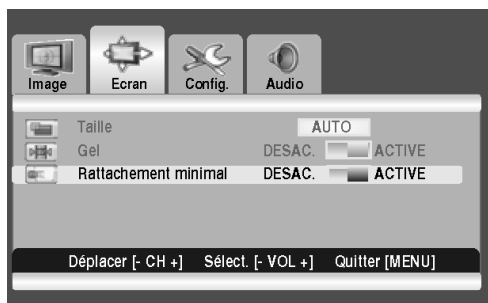 Image Ecran Config. Audio
Taille AUTO
Gel DESAC. ACTIVE
Rattachement minimal DESAC. ACTIVE
Déplacer [- CH +] Sélect. [- VOL +] Quitter [MENU]